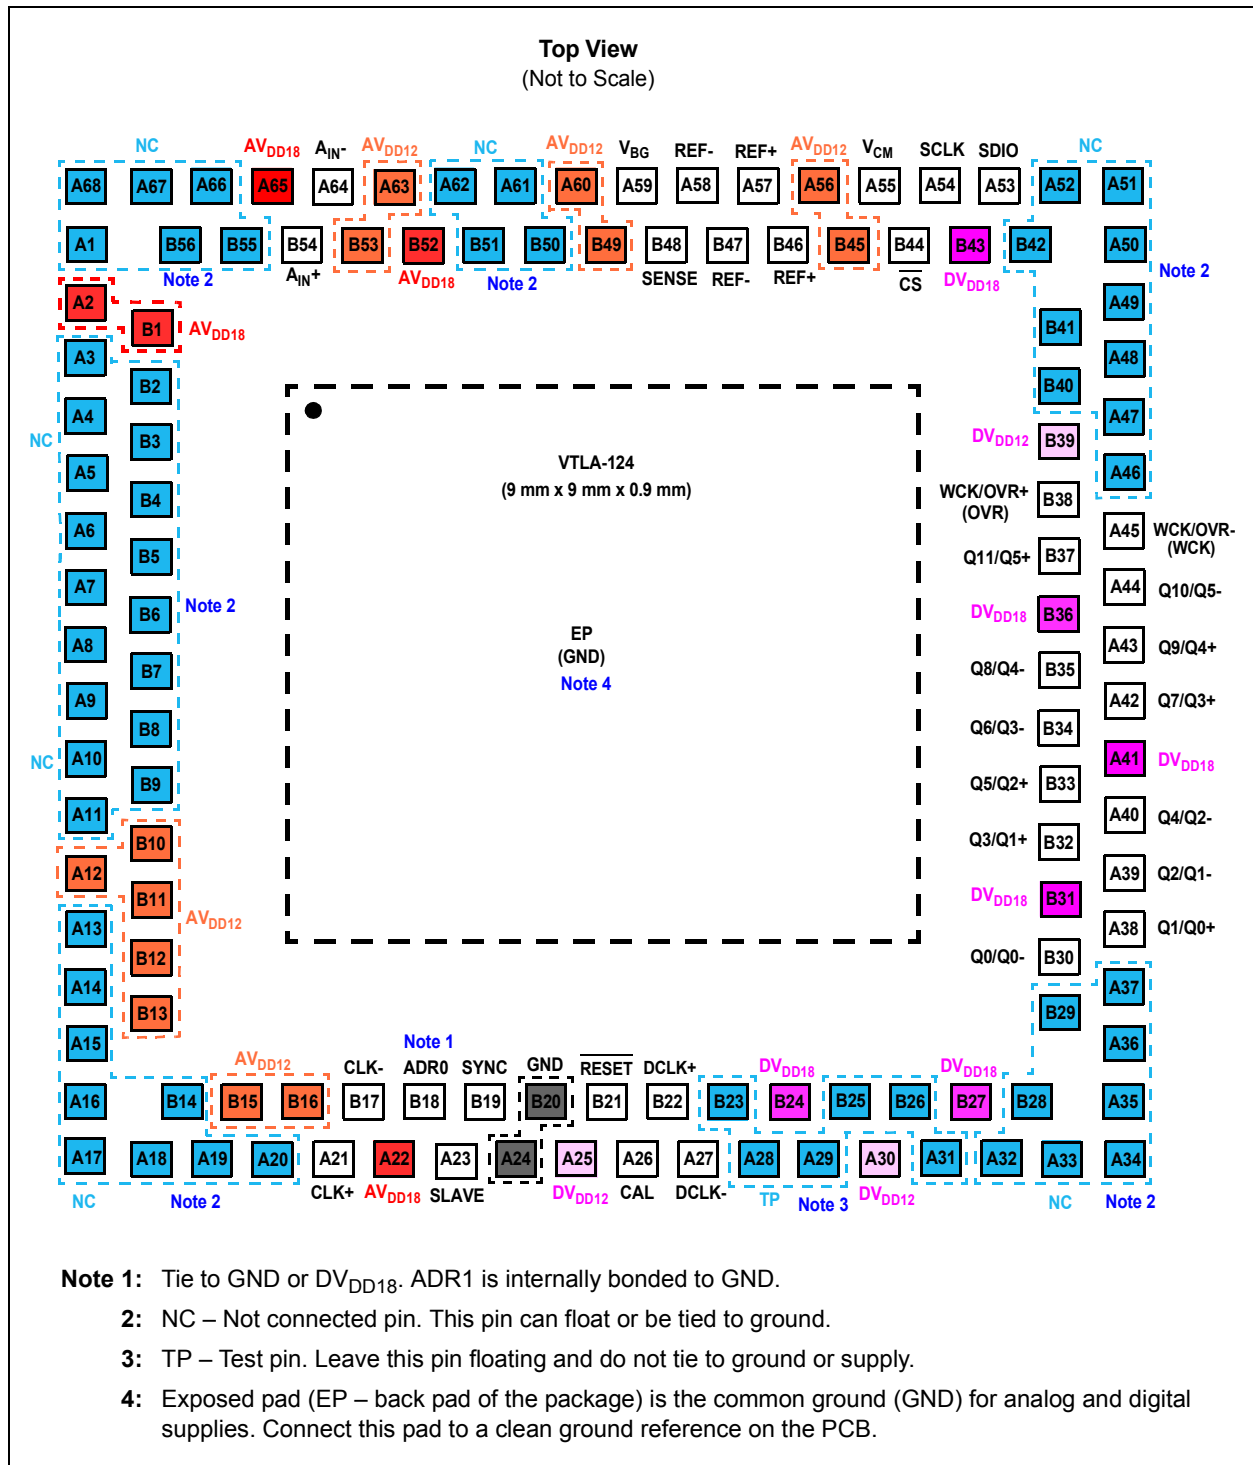 Top View
(Not to Scale)
NC AVDD18 AIN- AVDD12 NC AVDD12 VBG REF- REF+ AVDD12 VCM SCLK SDIO NC
A68 A67 A66 A65 A64 A63 A62 A61 A60 A59 A58 A57 A56 A55 A54 A53 A52 A51
A1 B56 B55 B54 B53 B52 B51 B50 B49 B48 B47 B46 B45 B44 B43 B42 A50
Note 2 AIN+ AVDD18 Note 2 SENSE REF- REF+ CS DVDD18 Note 2
A2 A49
B1 AVDD18 B41
A3 A48
B2 B40
A4 A47
NC B3 DVDD12 B39
A5 A46
B4 WCK/OVR+ B38
(OVR)
A6 A45 WCK/OVR-
(WCK)
B5 Q11/Q5+ B37
A7 A44 Q10/Q5-
B6 Note 2 DVDD18 B36
A8 A43 Q9/Q4+
B7 Q8/Q4- B35
A9 A42 Q7/Q3+
B8 Q6/Q3- B34
NC A10 A41 DVDD18
B9 Q5/Q2+ B33
A11 A40 Q4/Q2-
B10 Q3/Q1+ B32
A12 A39 Q2/Q1-
B11 AVDD12 DVDD18 B31
A13 A38 Q1/Q0+
B12 Q0/Q0- B30
A14 A37
B13 B29
A15 A36
VTLA-124
(9 mm x 9 mm x 0.9 mm)
EP
(GND)
Note 4
Note 1
AVDD12 CLK- ADR0 SYNC GND RESET DCLK+ DVDD18 DVDD18
A16 B14 B15 B16 B17 B18 B19 B20 B21 B22 B23 B24 B25 B26 B27 B28 A35
A17 A18 A19 A20 A21 A22 A23 A24 A25 A26 A27 A28 A29 A30 A31 A32 A33 A34
NC Note 2 CLK+ AVDD18 SLAVE DVDD12 CAL DCLK- TP Note 3 DVDD12 NC Note 2
Note 1: Tie to GND or DVDD18. ADR1 is internally bonded to GND.
2: NC – Not connected pin. This pin can float or be tied to ground.
3: TP – Test pin. Leave this pin floating and do not tie to ground or supply.
4: Exposed pad (EP – back pad of the package) is the common ground (GND) for analog and digital
supplies. Connect this pad to a clean ground reference on the PCB.